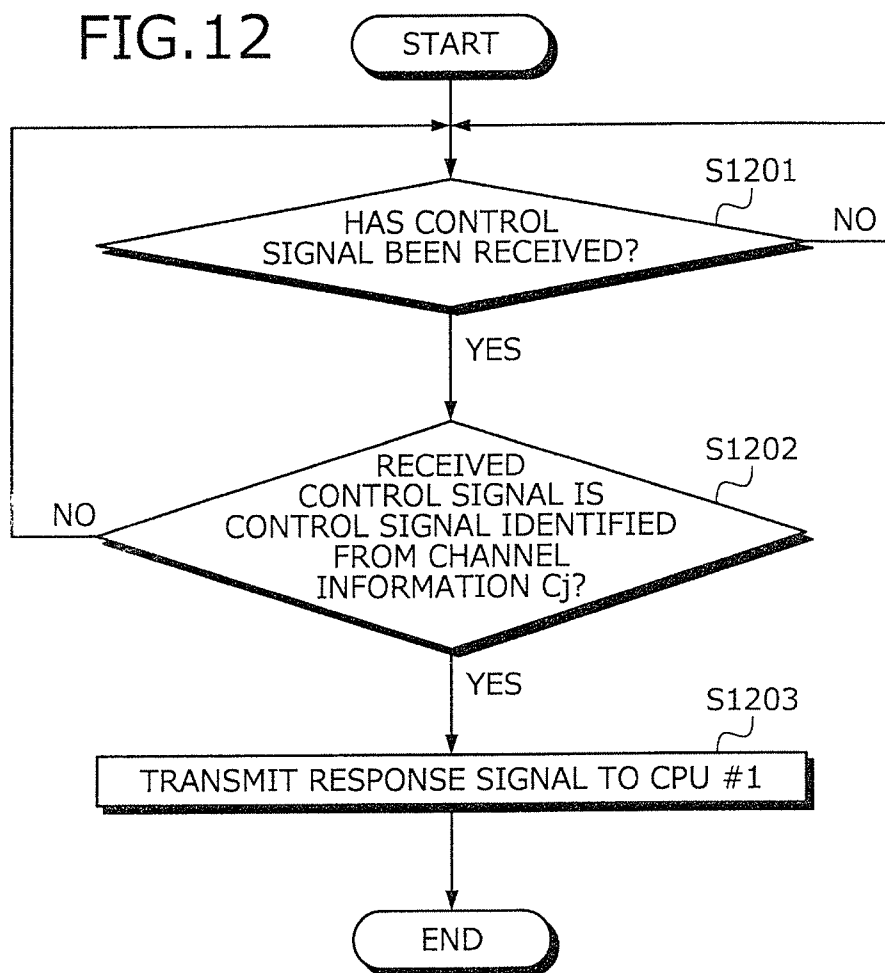 FIG.12
START
S1201
HAS CONTROL
SIGNAL BEEN RECEIVED?
NO
YES
S1202
RECEIVED
CONTROL SIGNAL IS
CONTROL SIGNAL IDENTIFIED
FROM CHANNEL
INFORMATION Cj?
NO
YES
S1203
TRANSMIT RESPONSE SIGNAL TO CPU #1
END